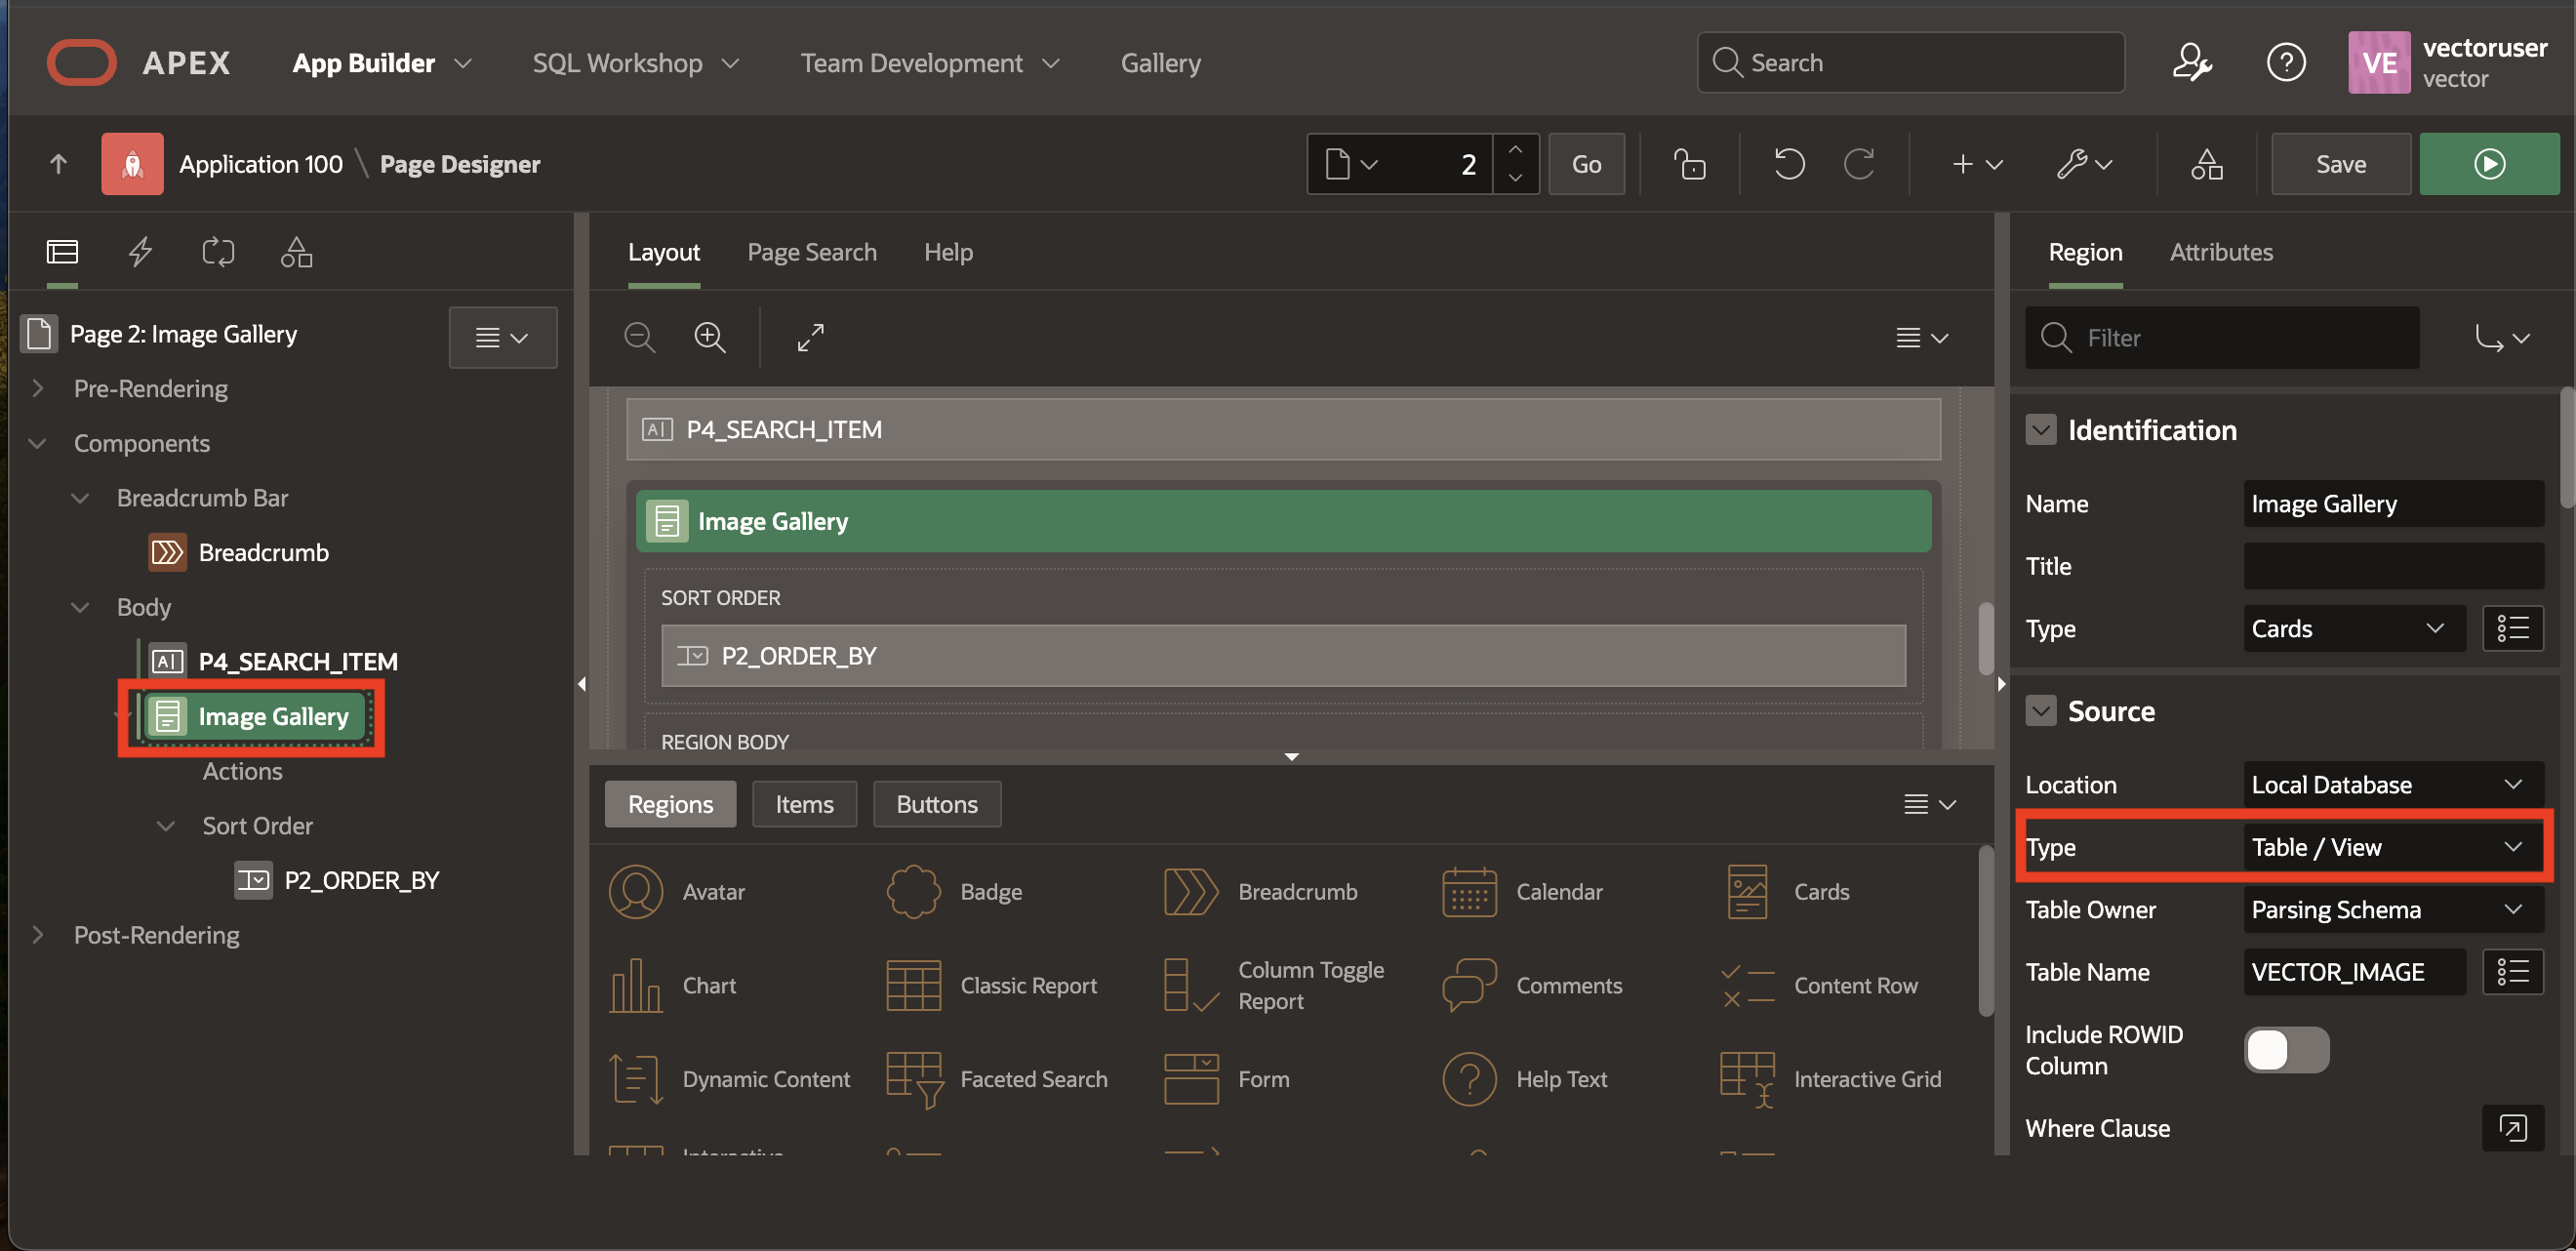 APEX App Builder SQL Workshop Team Development Gallery Search VE vectoruser
vector
Application 100 \ Page Designer 2 Go Save
Layout Page Search Help
Region Attributes
Page 2: Image Gallery
Pre-Rendering
Components
Breadcrumb Bar
Breadcrumb
Body
P4_SEARCH_ITEM
Image Gallery
Actions
Sort Order
P2_ORDER_BY
Post-Rendering
P4_SEARCH_ITEM
Image Gallery
SORT ORDER
P2_ORDER_BY
REGION BODY
Regions Items Buttons
Avatar Badge Breadcrumb Calendar Cards
Chart Classic Report Column Toggle Report Comments Content Row
Dynamic Content Faceted Search Form Help Text Interactive Grid
Interactive
Filter
Identification
Name Image Gallery
Title
Type Cards
Source
Location Local Database
Type Table / View
Table Owner Parsing Schema
Table Name VECTOR_IMAGE
Include ROWID
Column
Where Clause